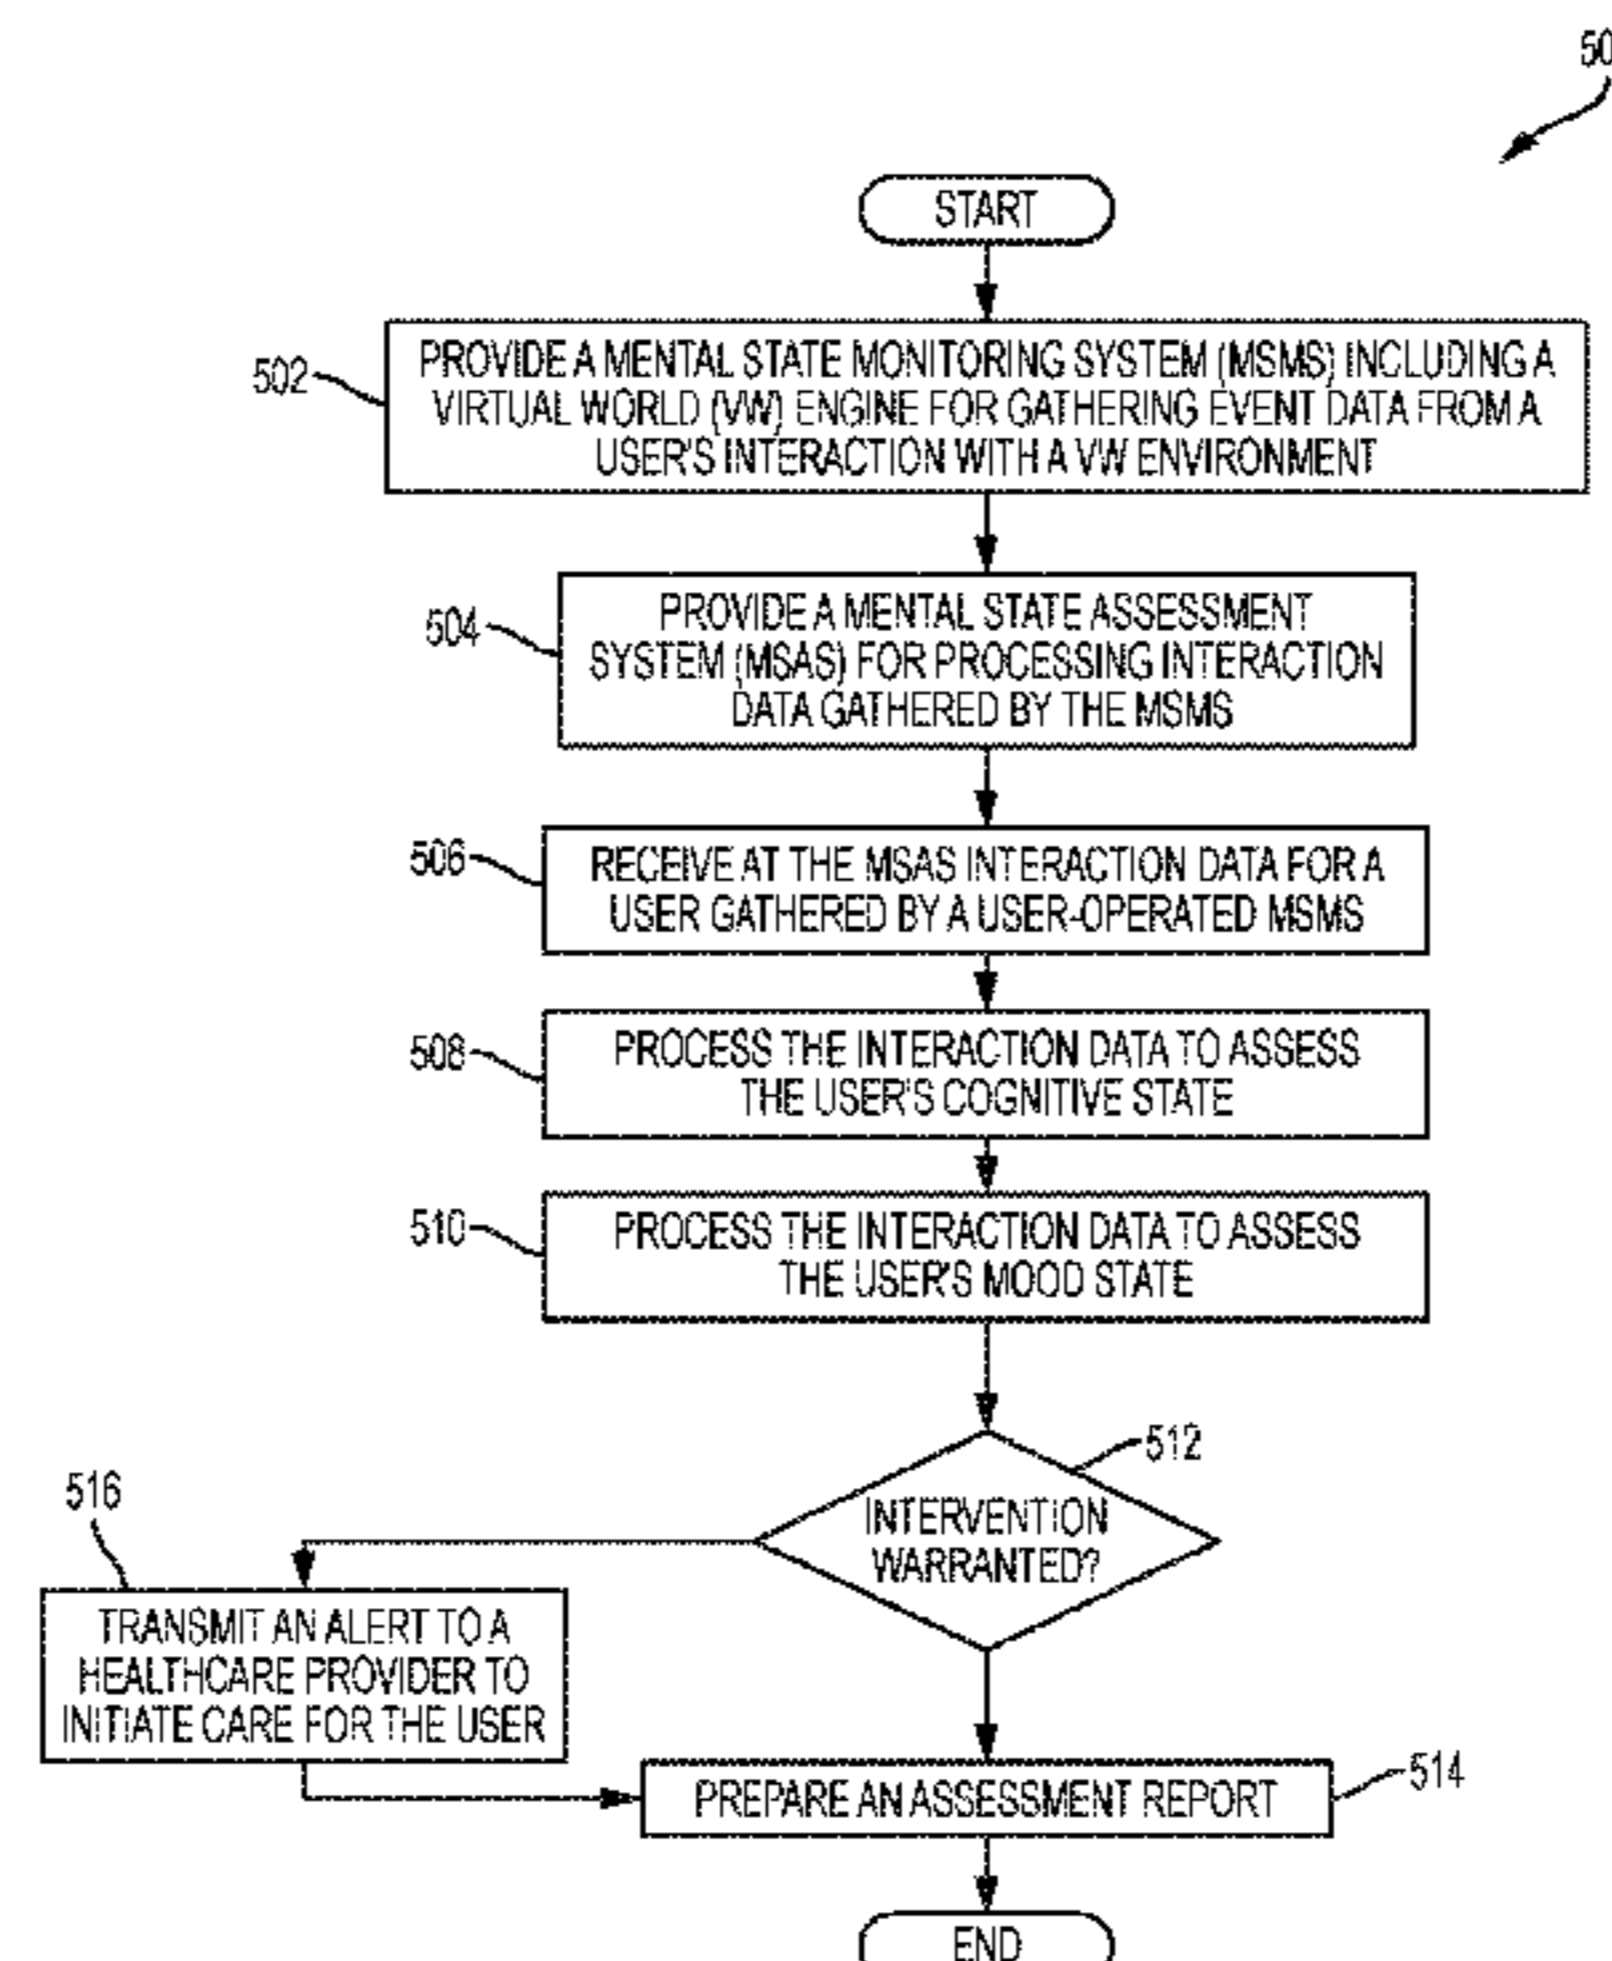 50
START
502
PROVIDE A MENTAL STATE MONITORING SYSTEM (MSMS) INCLUDING A
VIRTUAL WORLD (VW) ENGINE FOR GATHERING EVENT DATA FROM A
USER'S INTERACTION WITH A VW ENVIRONMENT
504
PROVIDE A MENTAL STATE ASSESSMENT
SYSTEM (MSAS) FOR PROCESSING INTERACTION
DATA GATHERED BY THE MSMS
506
RECEIVE AT THE MSAS INTERACTION DATA FOR A
USER GATHERED BY A USER-OPERATED MSMS
508
PROCESS THE INTERACTION DATA TO ASSESS
THE USER'S COGNITIVE STATE
510
PROCESS THE INTERACTION DATA TO ASSESS
THE USER'S MOOD STATE
512
INTERVENTION
WARRANTED?
516
TRANSMIT AN ALERT TO A
HEALTHCARE PROVIDER TO
INITIATE CARE FOR THE USER
514
PREPARE AN ASSESSMENT REPORT
END